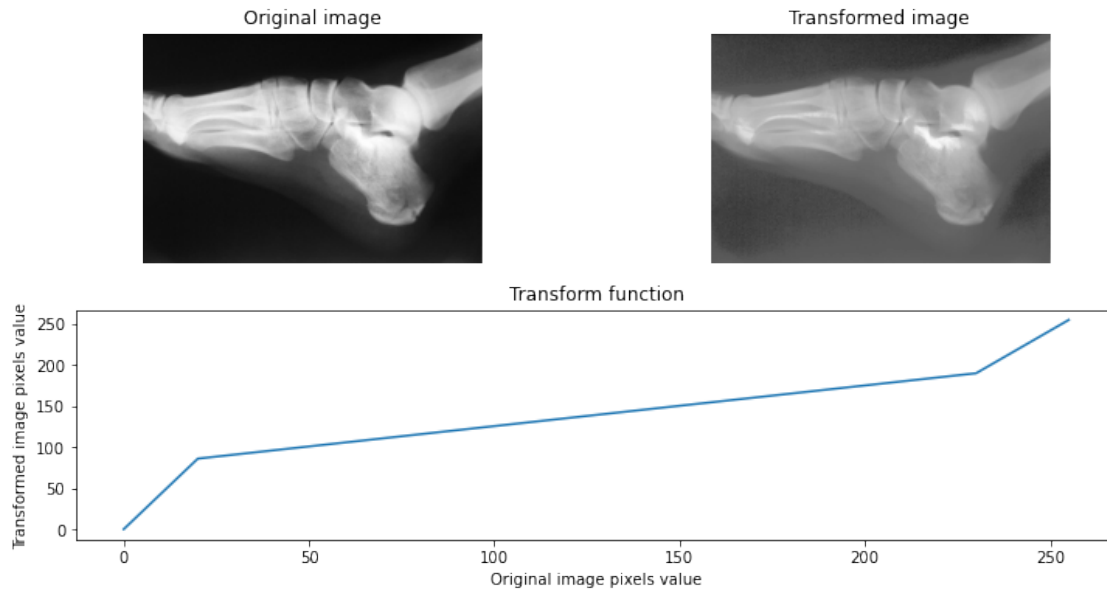 Original image
Transformed image
Transform function
Transformed image pixels value
250
200
150
100
50
0
0
50
100
150
200
250
Original image pixels value